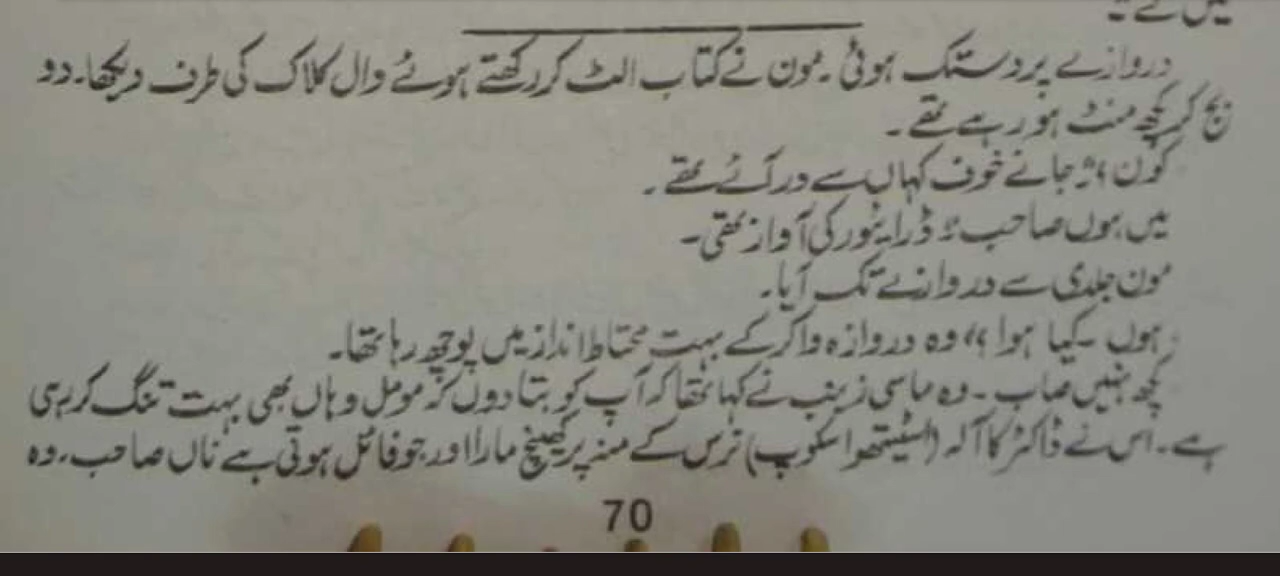 میں نے۔
دروازے پر دستک ہوئی۔ مون نے کتاب الٹ کر رکھتے ہوئے وال کلاک کی طرف دیکھا۔ دو
بج کر کچھ منٹ ہو رہے تھے۔
کون؟" جانے خوف کہاں سے در آئے تھے۔
میں ہوں صاحب" ڈرائیور کی آواز تھی۔
مون جلدی سے دروازے تک آیا۔
ہوں۔ کیا ہوا؟" وہ دروازہ وا کر کے بہت محتاط انداز میں پوچھ رہا تھا۔
کچھ نہیں صاب۔ وہ ماسی زینب نے کہا تھا کہ آپ کو بتا دوں کہ مومل وہاں بھی بہت تنگ کر رہی
ہے۔ اس نے ڈاکٹر کا آلہ (اسٹیتھو اسکوپ) نرس کے منہ پر کھینچ مارا اور جو فائل ہوتی ہے ناں صاحب، وہ
70